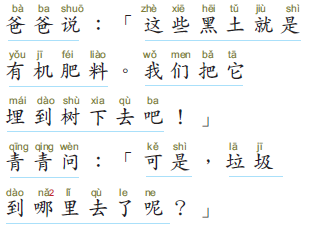 bà ba shuō zhè xiē hēi tǔ jiù shì
爸爸说：「这些黑土就是
yǒu jī féi liào wǒ men bǎ tā
有机肥料。我们把它
mái dào shù xia qù ba
埋到树下去吧！」
qīng qing wèn kě shì lā jī
青青问：「可是，垃圾
dào nǎ2 lǐ qù le ne
到哪里去了呢？」